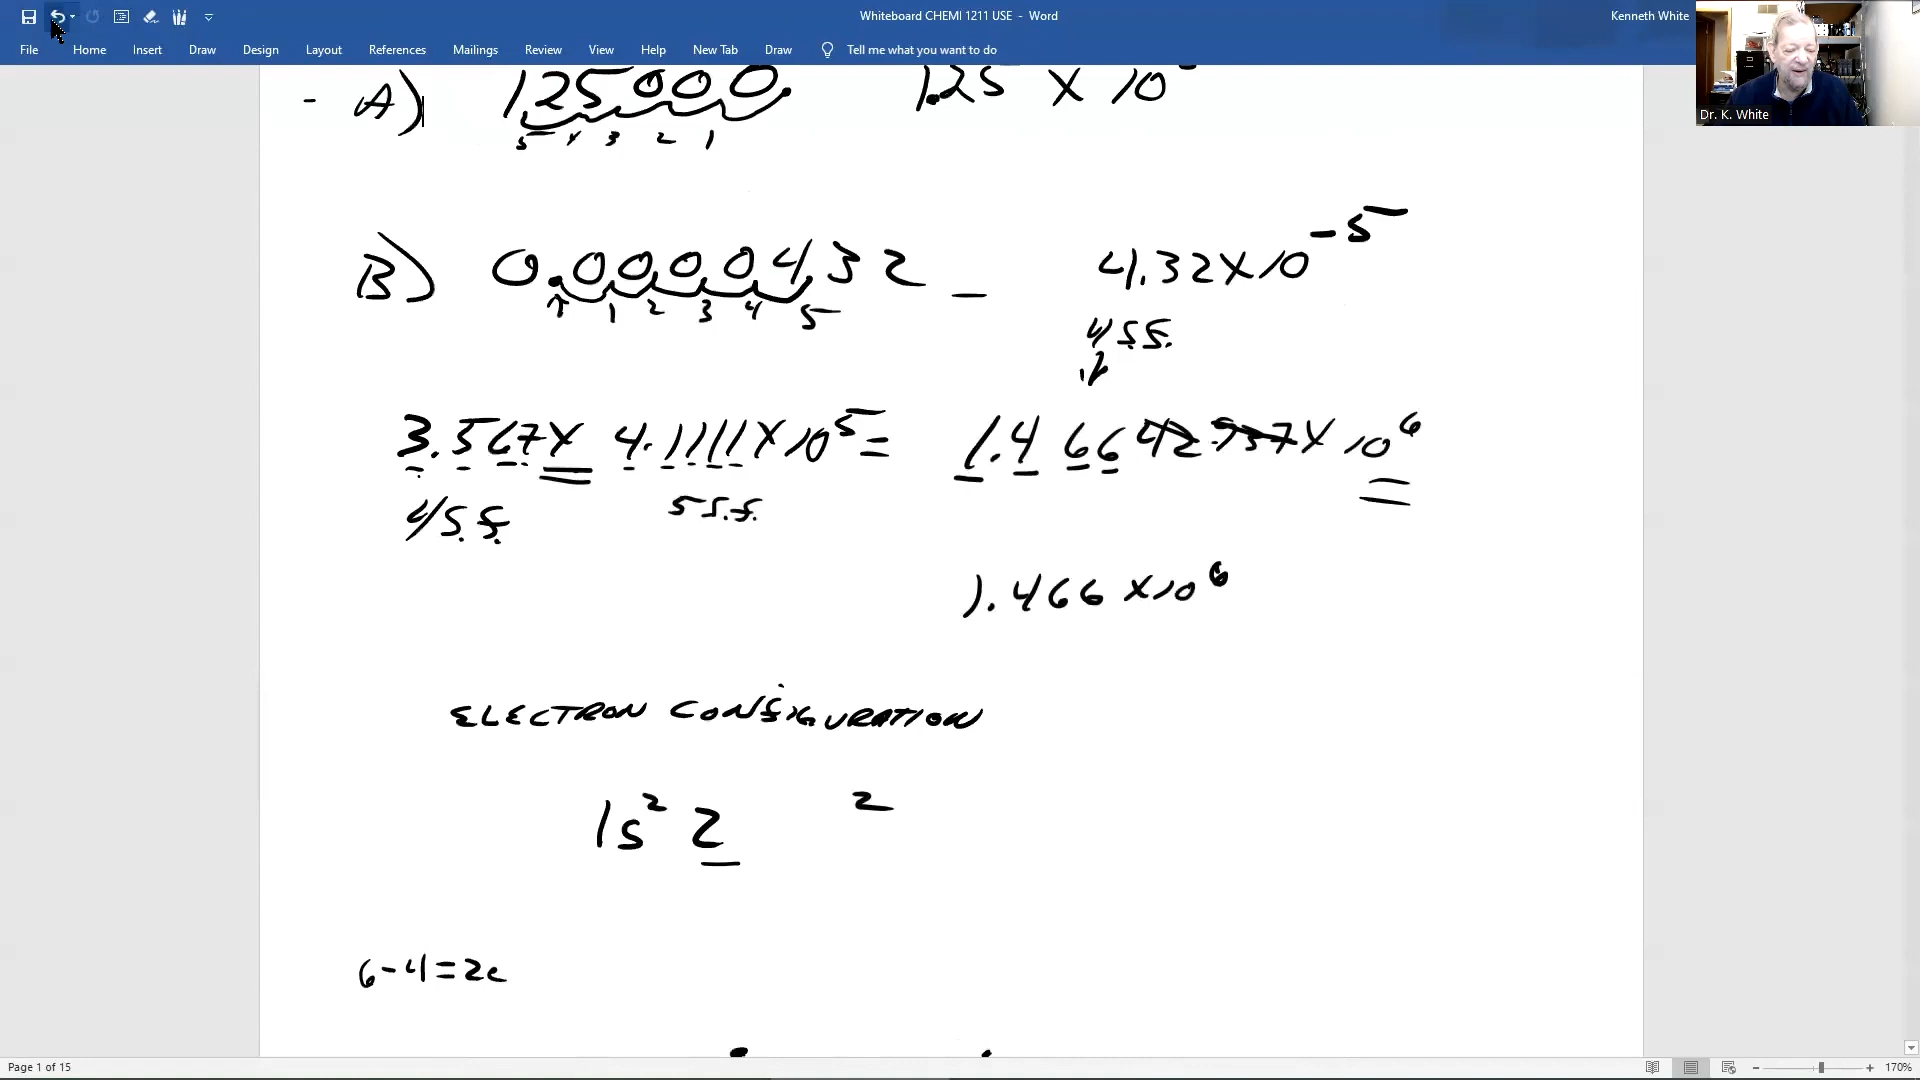 Whiteboard CHEMI 1211 USE - Word
Kenneth White
File Home Insert Draw Design Layout References Mailings Review View Help New Tab Draw Tell me what you want to do
Dr. K. White
- A) 125000. 1.25 X 10
5 4 3 2 1
B) 0.0000432 _ 4.32X10-5
1 2 3 4 5
4 s.f.
3.567X 4.1111X10⁵= 1.46642937X 10⁶
4 s.f. 5 s.f.
1.466 X10⁶
ELECTRON CONFIGURATION
1s² 2 ²
6-4=2e
Page 1 of 15
170%